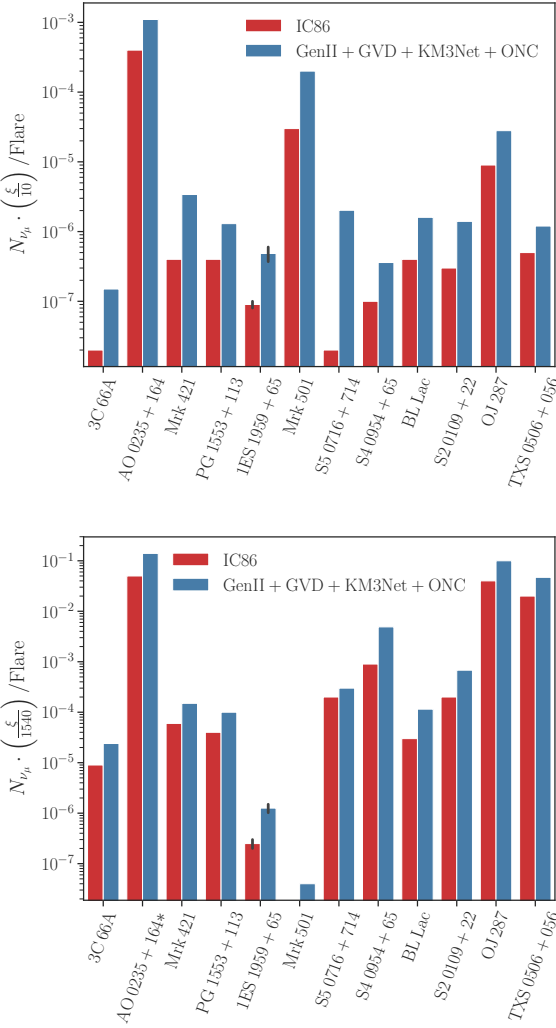 10⁻³
10⁻⁴
10⁻⁵
10⁻⁶
10⁻⁷
N_{ν_μ} · (ξ/10) /Flare
IC86
GenII + GVD + KM3Net + ONC
3C 66A
AO 0235 + 164
Mrk 421
PG 1553 + 113
1ES 1959 + 65
Mrk 501
S5 0716 + 714
S4 0954 + 65
BL Lac
S2 0109 + 22
OJ 287
TXS 0506 + 056
10⁻¹
10⁻²
10⁻³
10⁻⁴
10⁻⁵
10⁻⁶
10⁻⁷
N_{ν_μ} · (ξ/1540) /Flare
IC86
GenII + GVD + KM3Net + ONC
3C 66A
AO 0235 + 164*
Mrk 421
PG 1553 + 113
1ES 1959 + 65
Mrk 501
S5 0716 + 714
S4 0954 + 65
BL Lac
S2 0109 + 22
OJ 287
TXS 0506 + 056